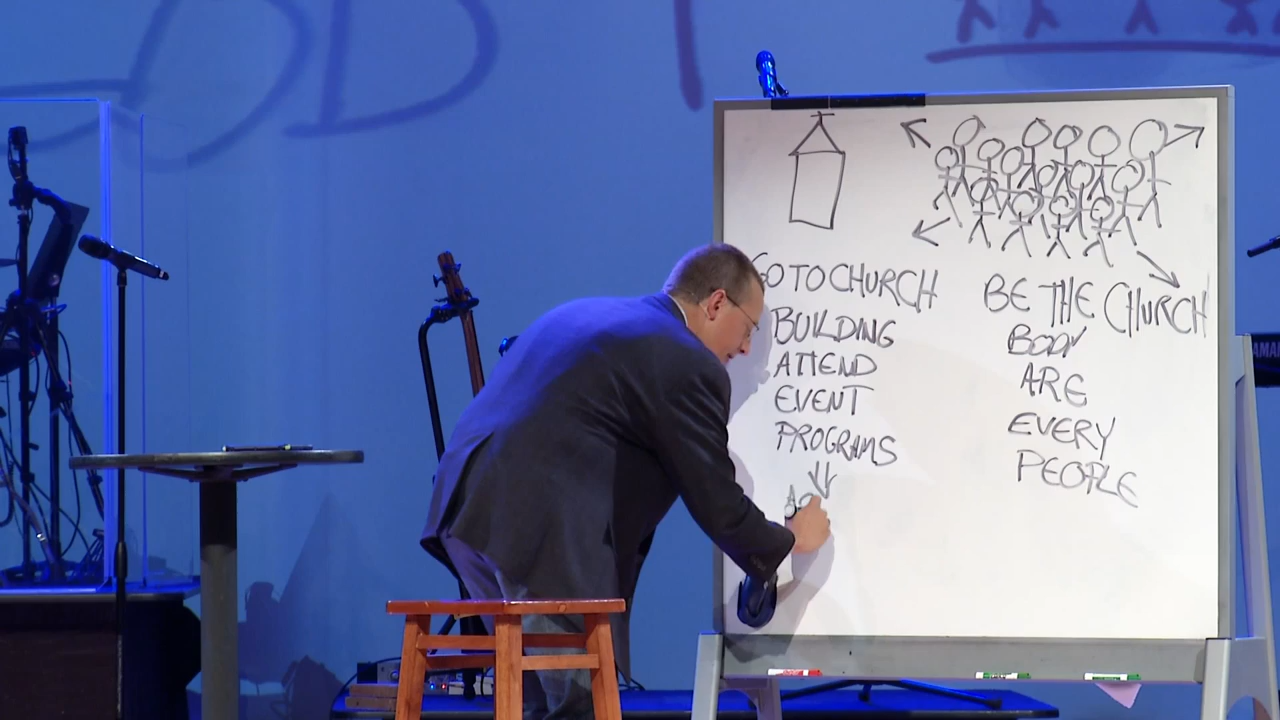 GO TO CHURCH
BUILDING
ATTEND
EVENT
PROGRAMS
BE THE CHURCH
BODY
ARE
EVERY
PEOPLE